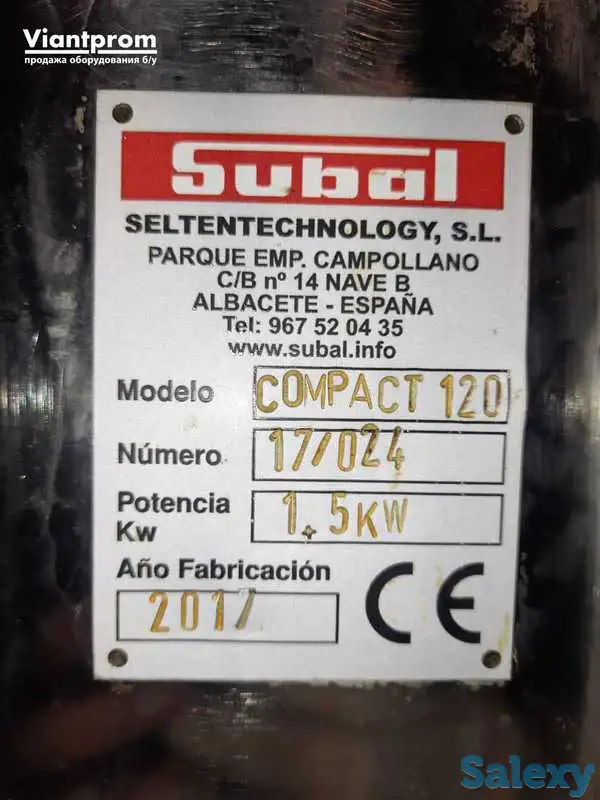 Viantprom
продажа оборудования б/у
Subal
SELTENTECHNOLOGY, S.L.
PARQUE EMP. CAMPOLLANO
C/B nº 14 NAVE B
ALBACETE - ESPAÑA
Tel: 967 52 04 35
www.subal.info
Modelo COMPACT 120
Número 17/024
Potencia
Kw 1.5KW
Año Fabricación
2017
CE
Salexy